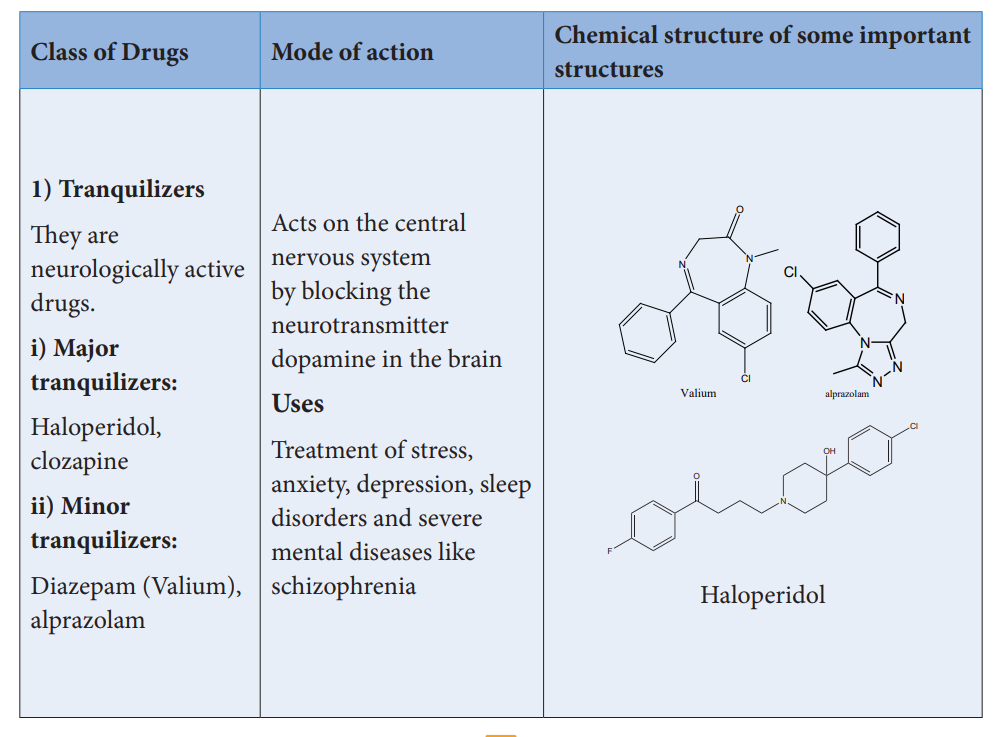 Class of Drugs
Mode of action
Chemical structure of some important
structures
1) Tranquilizers
They are
neurologically active
drugs.
i) Major
tranquilizers:
Haloperidol,
clozapine
ii) Minor
tranquilizers:
Diazepam (Valium),
alprazolam
Acts on the central
nervous system
by blocking the
neurotransmitter
dopamine in the brain
Uses
Treatment of stress,
anxiety, depression, sleep
disorders and severe
mental diseases like
schizophrenia
O
N
N
Cl
Valium
Cl
N
N
N
N
alprazolam
Cl
OH
O
N
F
Haloperidol